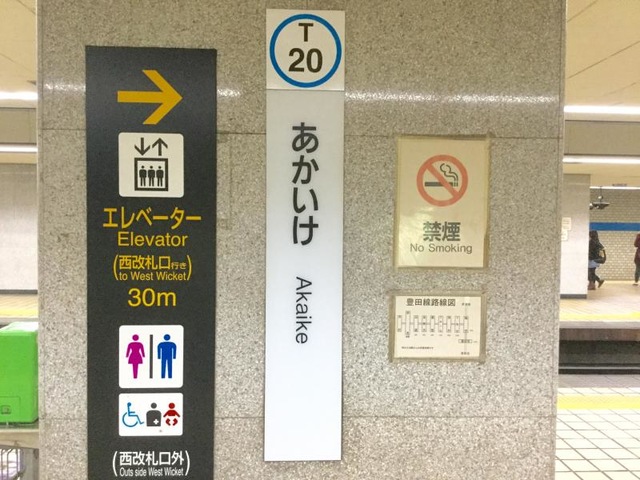 エレベーター
Elevator
(西改札口行き)
to West Wicket
30m
(西改札口外)
Outs side West Wicket
T
20
あかいけ
Akaike
禁煙
No Smoking
豊田線路線図